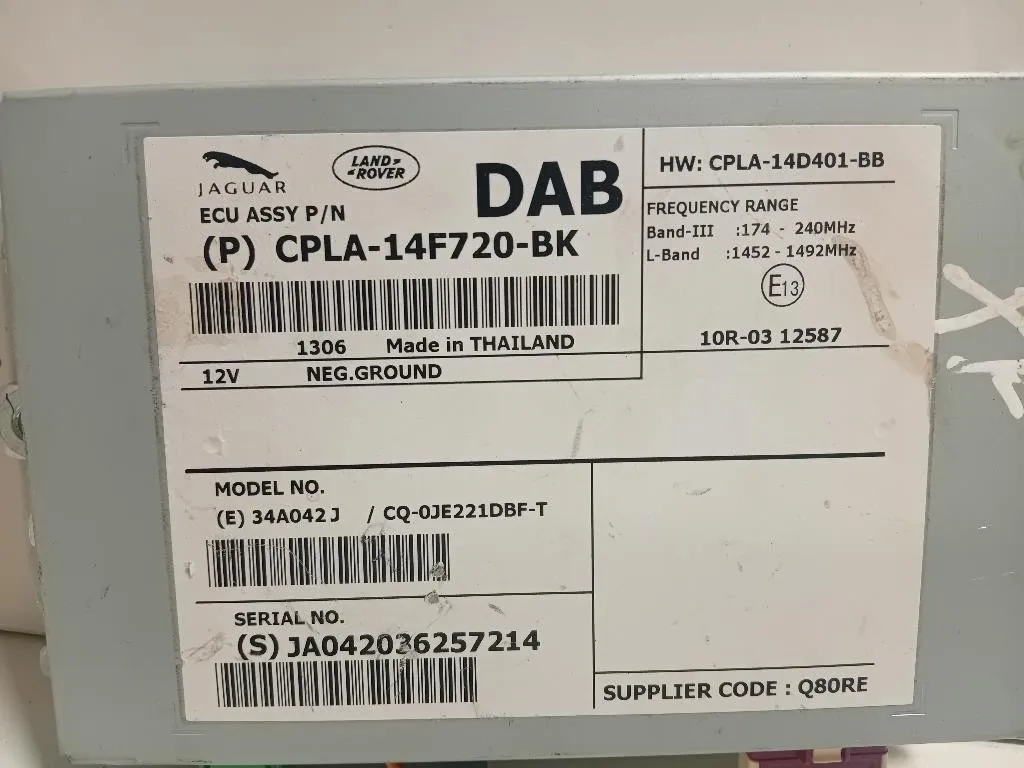 JAGUAR
LAND-
-ROVER
DAB
ECU ASSY P/N
(P) CPLA-14F720-BK
1306 Made in THAILAND
12V NEG.GROUND
HW: CPLA-14D401-BB
FREQUENCY RANGE
Band-III :174 - 240MHz
L-Band :1452 - 1492MHz
E13
10R-03 12587
MODEL NO.
(E) 34A042J / CQ-0JE221DBF-T
SERIAL NO.
(S) JA042036257214
SUPPLIER CODE : Q80RE